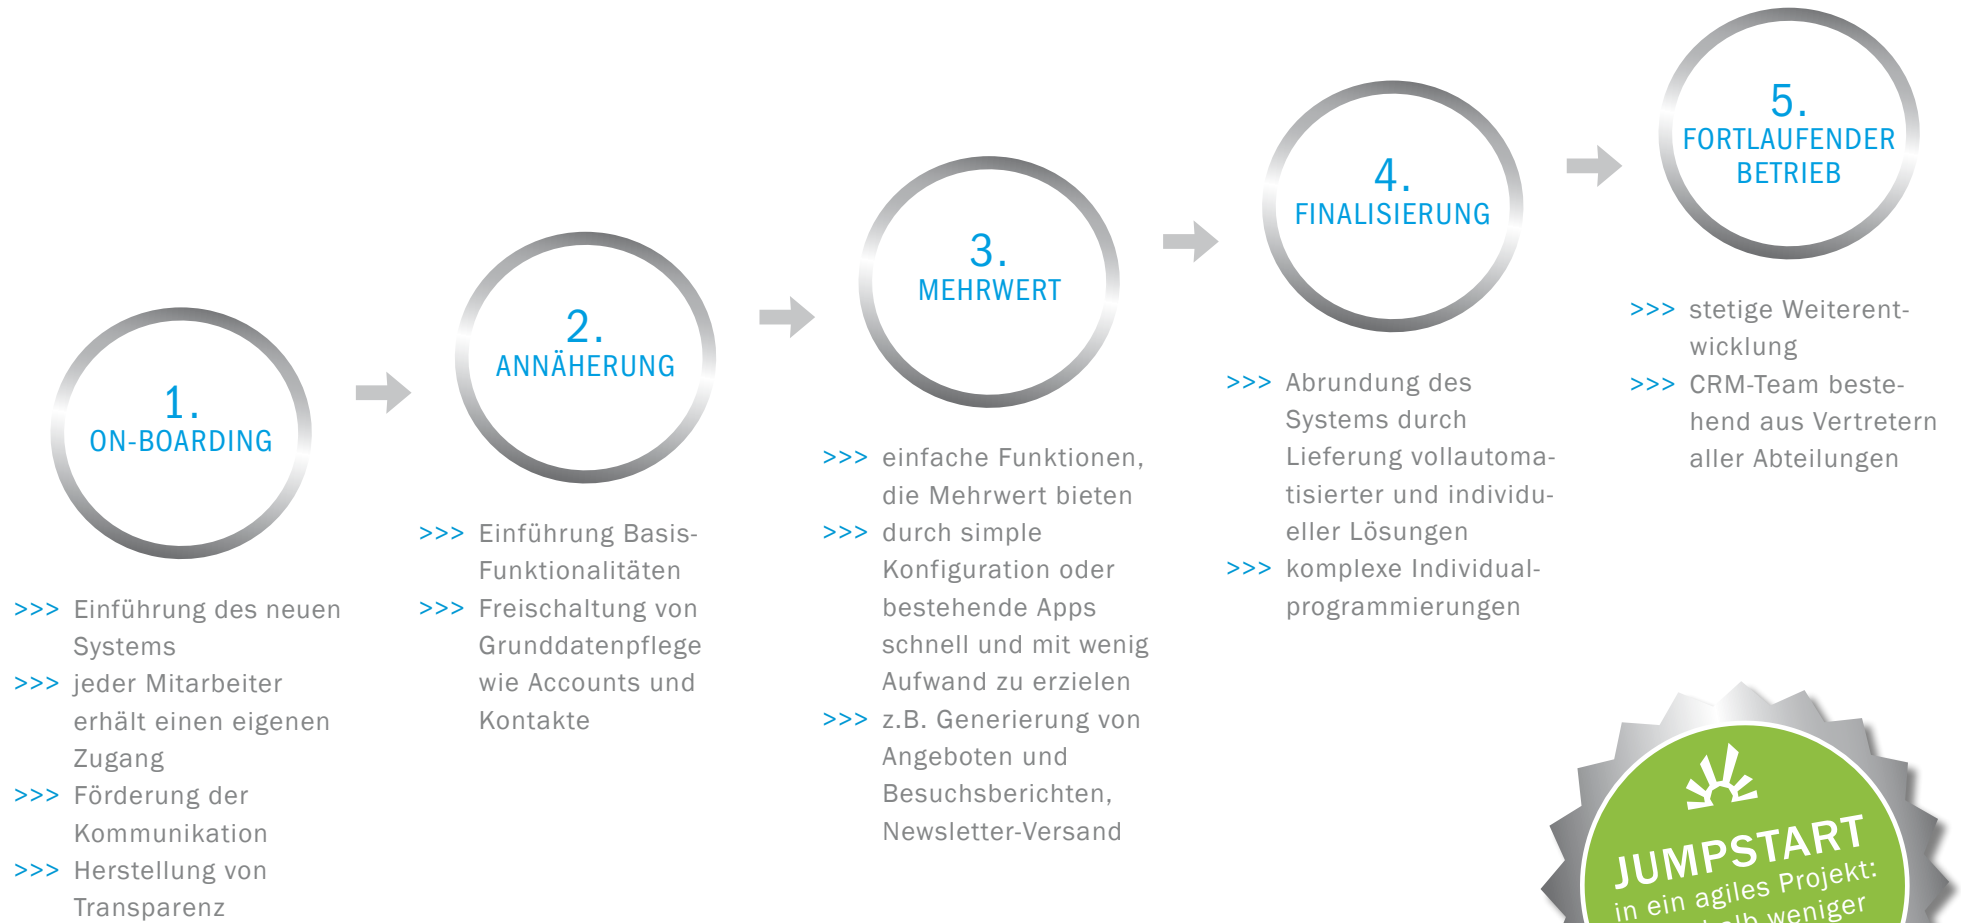 1.
ON-BOARDING
>>> Einführung des neuen
Systems
>>> jeder Mitarbeiter
erhält einen eigenen
Zugang
>>> Förderung der
Kommunikation
>>> Herstellung von
Transparenz
2.
ANNÄHERUNG
>>> Einführung Basis-
Funktionalitäten
>>> Freischaltung von
Grunddatenpflege
wie Accounts und
Kontakte
3.
MEHRWERT
>>> einfache Funktionen,
die Mehrwert bieten
>>> durch simple
Konfiguration oder
bestehende Apps
schnell und mit wenig
Aufwand zu erzielen
>>> z.B. Generierung von
Angeboten und
Besuchsberichten,
Newsletter-Versand
4.
FINALISIERUNG
>>> Abrundung des
Systems durch
Lieferung vollautoma-
tisierter und individu-
eller Lösungen
>>> komplexe Individual-
programmierungen
5.
FORTLAUFENDER
BETRIEB
>>> stetige Weiterent-
wicklung
>>> CRM-Team beste-
hend aus Vertretern
aller Abteilungen
JUMPSTART
in ein agiles Projekt:
weniger